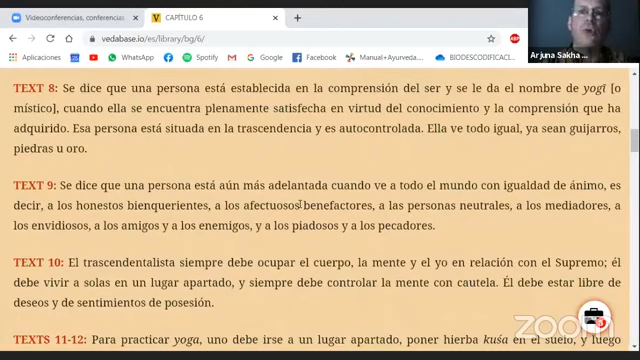 Videoconferencias, conferencias
CAPÍTULO 6
vedabase.io/es/library/bg/6/
Aplicaciones
WhatsApp
Spotify
Google
Facebook
Manual+Ayurveda...
BIODESCODIFICAC...
Arjuna Sakha
TEXT 8: Se dice que una persona está establecida en la comprensión del ser y se le da el nombre de yogī [o
místico], cuando ella se encuentra plenamente satisfecha en virtud del conocimiento y la comprensión que ha
adquirido. Esa persona está situada en la trascendencia y es autocontrolada. Ella ve todo igual, ya sean guijarros,
piedras u oro.
TEXT 9: Se dice que una persona está aún más adelantada cuando ve a todo el mundo con igualdad de ánimo, es
decir, a los honestos bienquerientes, a los afectuosos benefactores, a las personas neutrales, a los mediadores, a
los envidiosos, a los amigos y a los enemigos, y a los piadosos y a los pecadores.
TEXT 10: El trascendentalista siempre debe ocupar el cuerpo, la mente y el yo en relación con el Supremo; él
debe vivir a solas en un lugar apartado, y siempre debe controlar la mente con cautela. Él debe estar libre de
deseos y de sentimientos de posesión.
TEXTS 11-12: Para practicar yoga, uno debe irse a un lugar apartado, poner hierba kuśa en el suelo, y luego
zoom